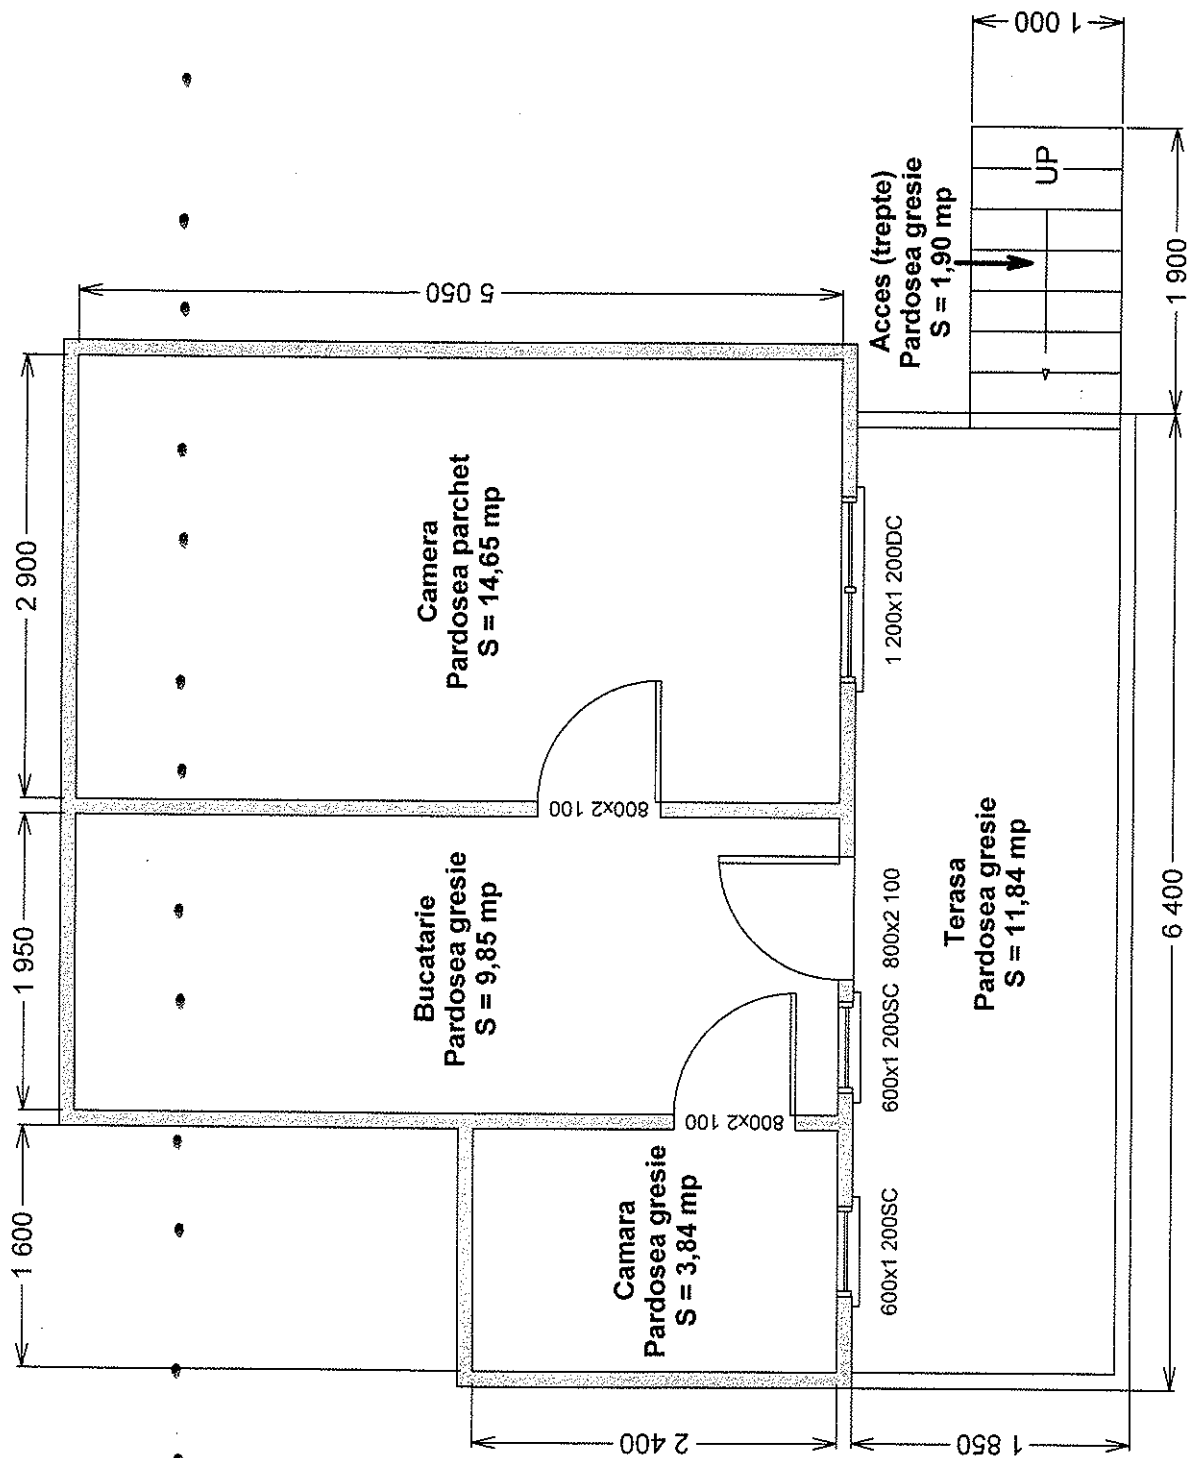 1 600
1 950
2 900
5 050
1 000
Camera
Pardosea parchet
S = 14,65 mp
Bucatarie
Pardosea gresie
S = 9,85 mp
Camara
Pardosea gresie
S = 3,84 mp
800x2 100
800x2 100
Acces (trepte)
Pardosea gresie
S = 1,90 mp
UP
600x1 200SC
600x1 200SC
800x2 100
1 200x1 200DC
Terasa
Pardosea gresie
S = 11,84 mp
2 400
1 850
6 400
1 900